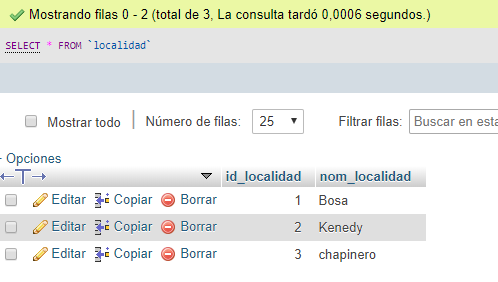 Mostrando filas 0 - 2 (total de 3, La consulta tardó 0,0006 segundos.)
SELECT * FROM `localidad`
Mostrar todo | Número de filas: 25 Filtrar filas: Buscar en esta
+ Opciones
id_localidad nom_localidad
Editar Copiar Borrar 1 Bosa
Editar Copiar Borrar 2 Kenedy
Editar Copiar Borrar 3 chapinero